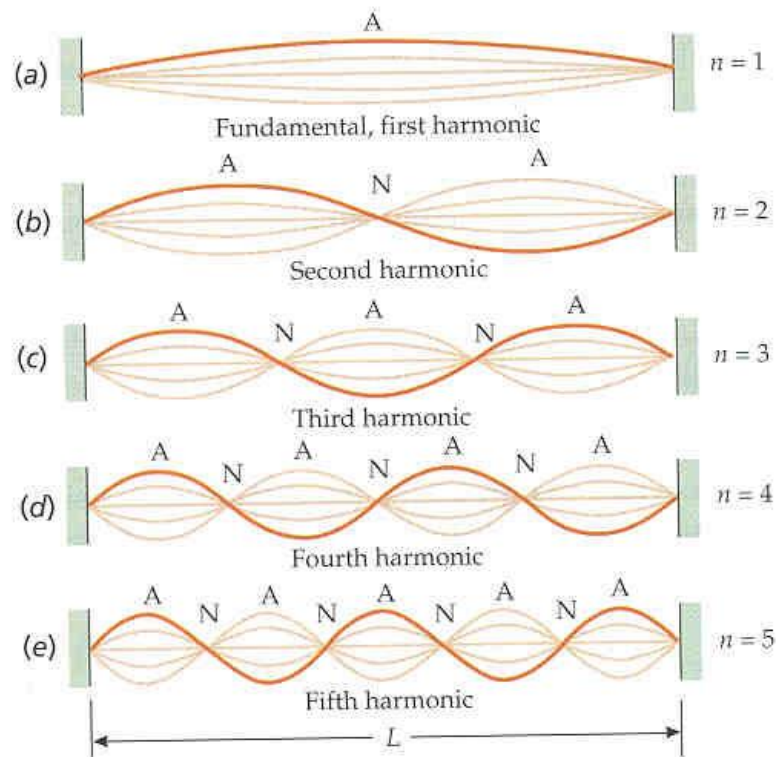 A
(a)
n = 1
Fundamental, first harmonic
A N A
(b)
n = 2
Second harmonic
A N A N A
(c)
n = 3
Third harmonic
A N A N A N A
(d)
n = 4
Fourth harmonic
A N A N A N A N A
(e)
n = 5
Fifth harmonic
L